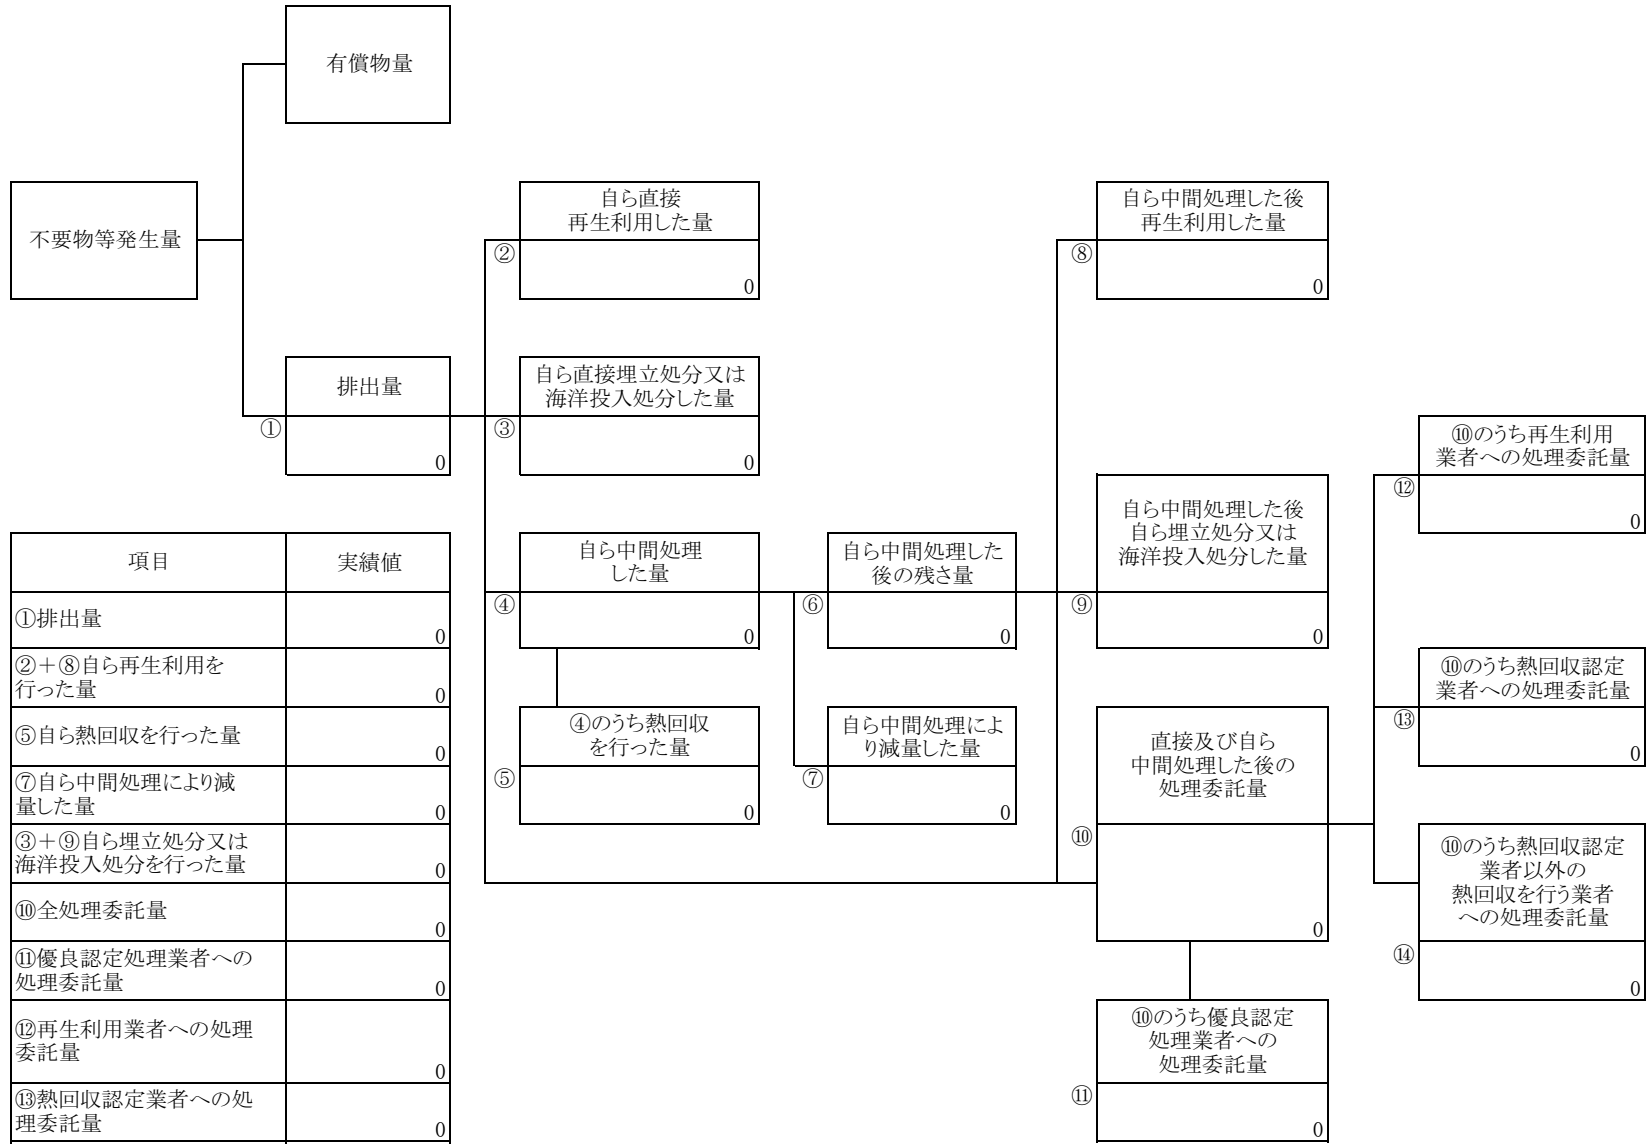 有償物量
不要物等発生量
自ら直接
再生利用した量
②
0
自ら中間処理した後
再生利用した量
⑧
0
排出量
①
0
自ら直接埋立処分又は
海洋投入処分した量
③
0
⑩のうち再生利用
業者への処理委託量
⑫
0
自ら中間処理
した量
④
0
自ら中間処理した
後の残さ量
⑥
0
自ら中間処理した後
自ら埋立処分又は
海洋投入処分した量
⑨
0
⑩のうち熱回収認定
業者への処理委託量
⑬
0
④のうち熱回収
を行った量
⑤
0
自ら中間処理によ
り減量した量
⑦
0
直接及び自ら
中間処理した後の
処理委託量
⑩
0
⑩のうち熱回収認定
業者以外の
熱回収を行う業者
への処理委託量
⑭
0
⑩のうち優良認定
処理業者への
処理委託量
⑪
0
項目 実績値
①排出量
0
②＋⑧自ら再生利用を
行った量
0
⑤自ら熱回収を行った量
0
⑦自ら中間処理により減
量した量
0
③＋⑨自ら埋立処分又は
海洋投入処分を行った量
0
⑩全処理委託量
0
⑪優良認定処理業者への
処理委託量
0
⑫再生利用業者への処理
委託量
0
⑬熱回収認定業者への処
理委託量
0